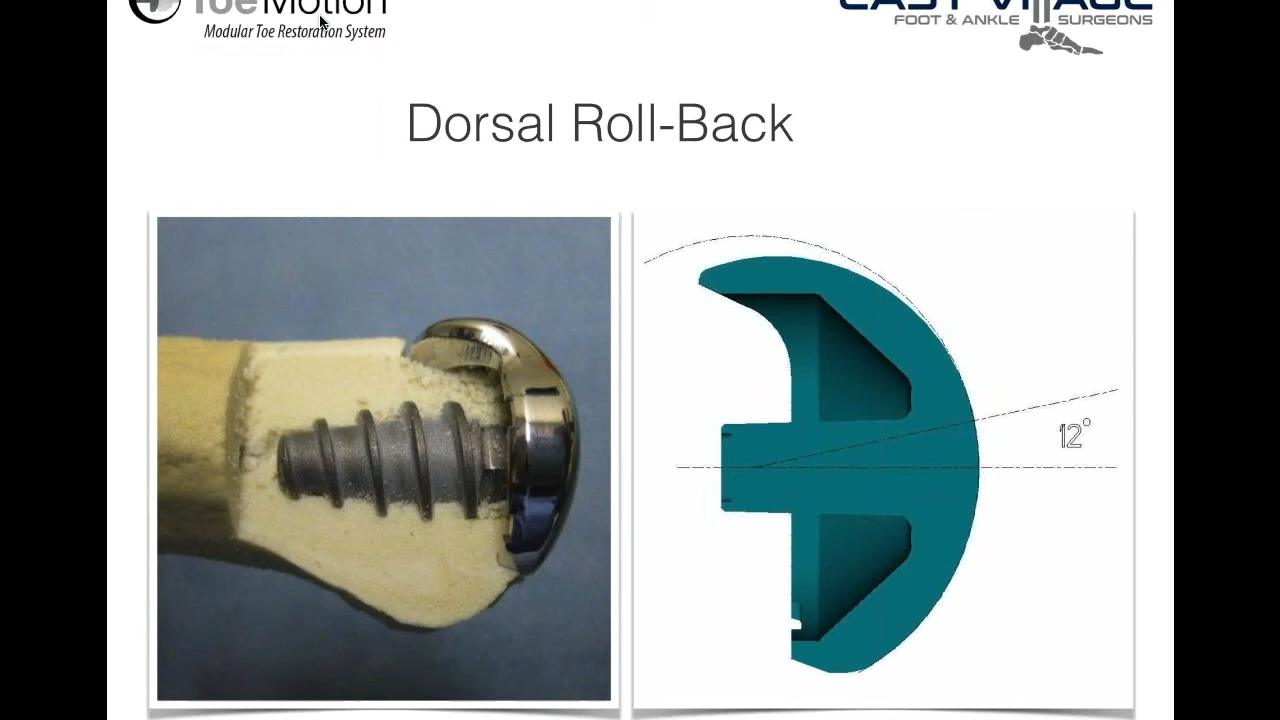 ToeMotion
Modular Toe Restoration System
EAST VILLAGE
FOOT & ANKLE SURGEONS
Dorsal Roll-Back
12°